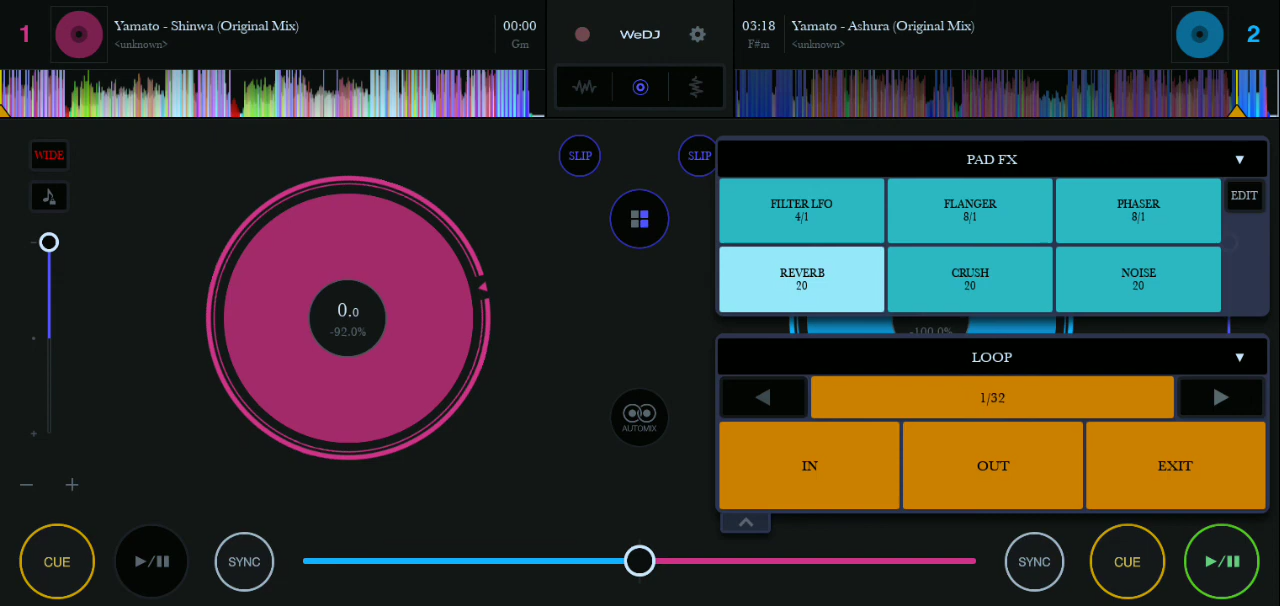 1
Yamato - Shinwa (Original Mix)
<unknown>
00:00
Gm
WeDJ
03:18
F#m
Yamato - Ashura (Original Mix)
<unknown>
2
WIDE
SLIP
SLIP
PAD FX
▼
FILTER LFO
4/1
FLANGER
8/1
PHASER
8/1
EDIT
REVERB
20
CRUSH
20
NOISE
20
0.0
-92.0%
-100.0%
LOOP
▼
1/32
AUTOMIX
IN
OUT
EXIT
CUE
SYNC
SYNC
CUE